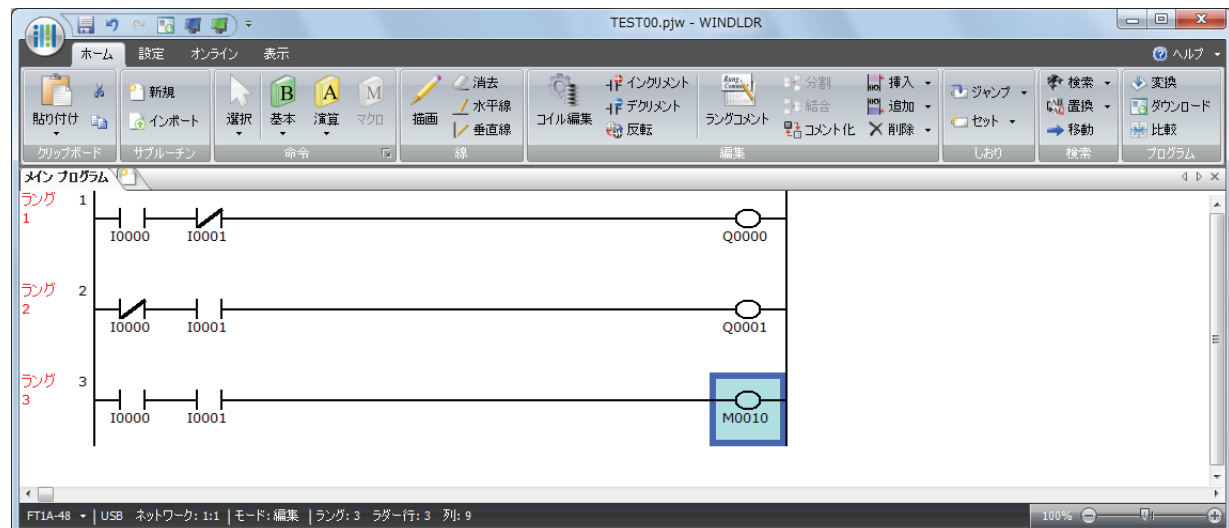 TEST00.pjw - WINDLDR
ホーム 設定 オンライン 表示 ヘルプ
貼り付け
クリップボード
新規
インポート
サブルーチン
選択 B 基本 A 演算 M マクロ
命令
描画
消去
水平線
垂直線
線
コイル編集
インクリメント
デクリメント
反転
Rung Comment
ラングコメント
分割
結合
コメント化
挿入
追加
削除
編集
ジャンプ
セット
しおり
検索
置換
移動
検索
変換
ダウンロード
比較
プログラム
メイン プログラム
ラング 1
1
I0000 I0001 Q0000
ラング 2
2
I0000 I0001 Q0001
ラング 3
3
I0000 I0001 M0010
FT1A-48 | USB ネットワーク: 1:1 | モード: 編集 | ラング: 3 ラダー行: 3 列: 9 100%